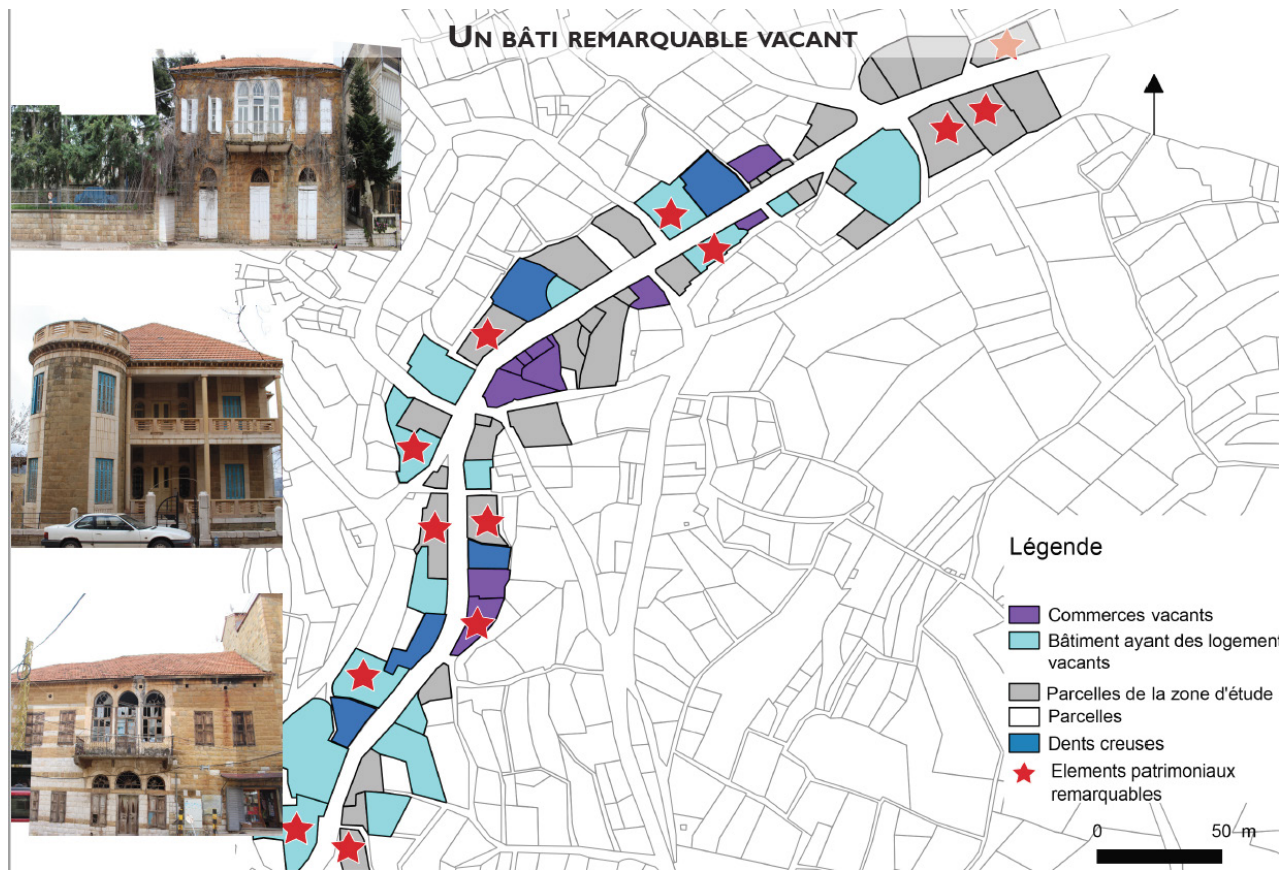 UN BÂTI REMARQUABLE VACANT
Légende
Commerces vacants
Bâtiment ayant des logement
vacants
Parcelles de la zone d'étude
Parcelles
Dents creuses
Elements patrimoniaux
remarquables
0 50 m